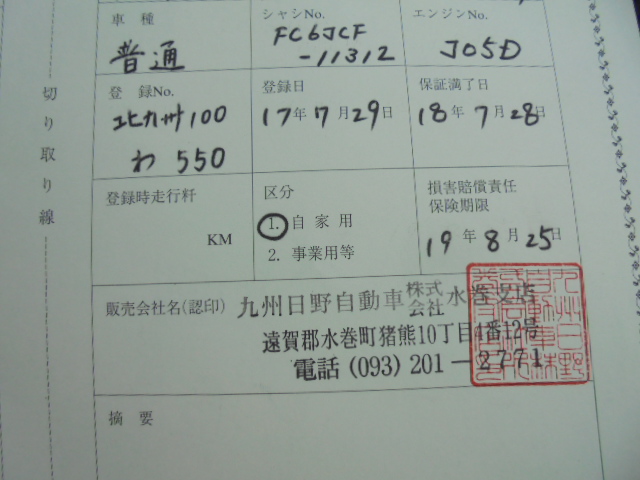 車種
シャシNo.
エンジンNo.
普通
FC6JCF
-11312
J05D
登録No.
登録日
保証満了日
北九州100
わ 550
17年7月29日
18年7月28日
登録時走行料
KM
区分
1. 自家用
2. 事業用等
損害賠償責任
保険期限
19年8月25日
販売会社名(認印)
九州日野自動車株式会社水巻支店
遠賀郡水巻町猪熊10丁目4番12号
電話(093)201-2771
摘要
切り取り線